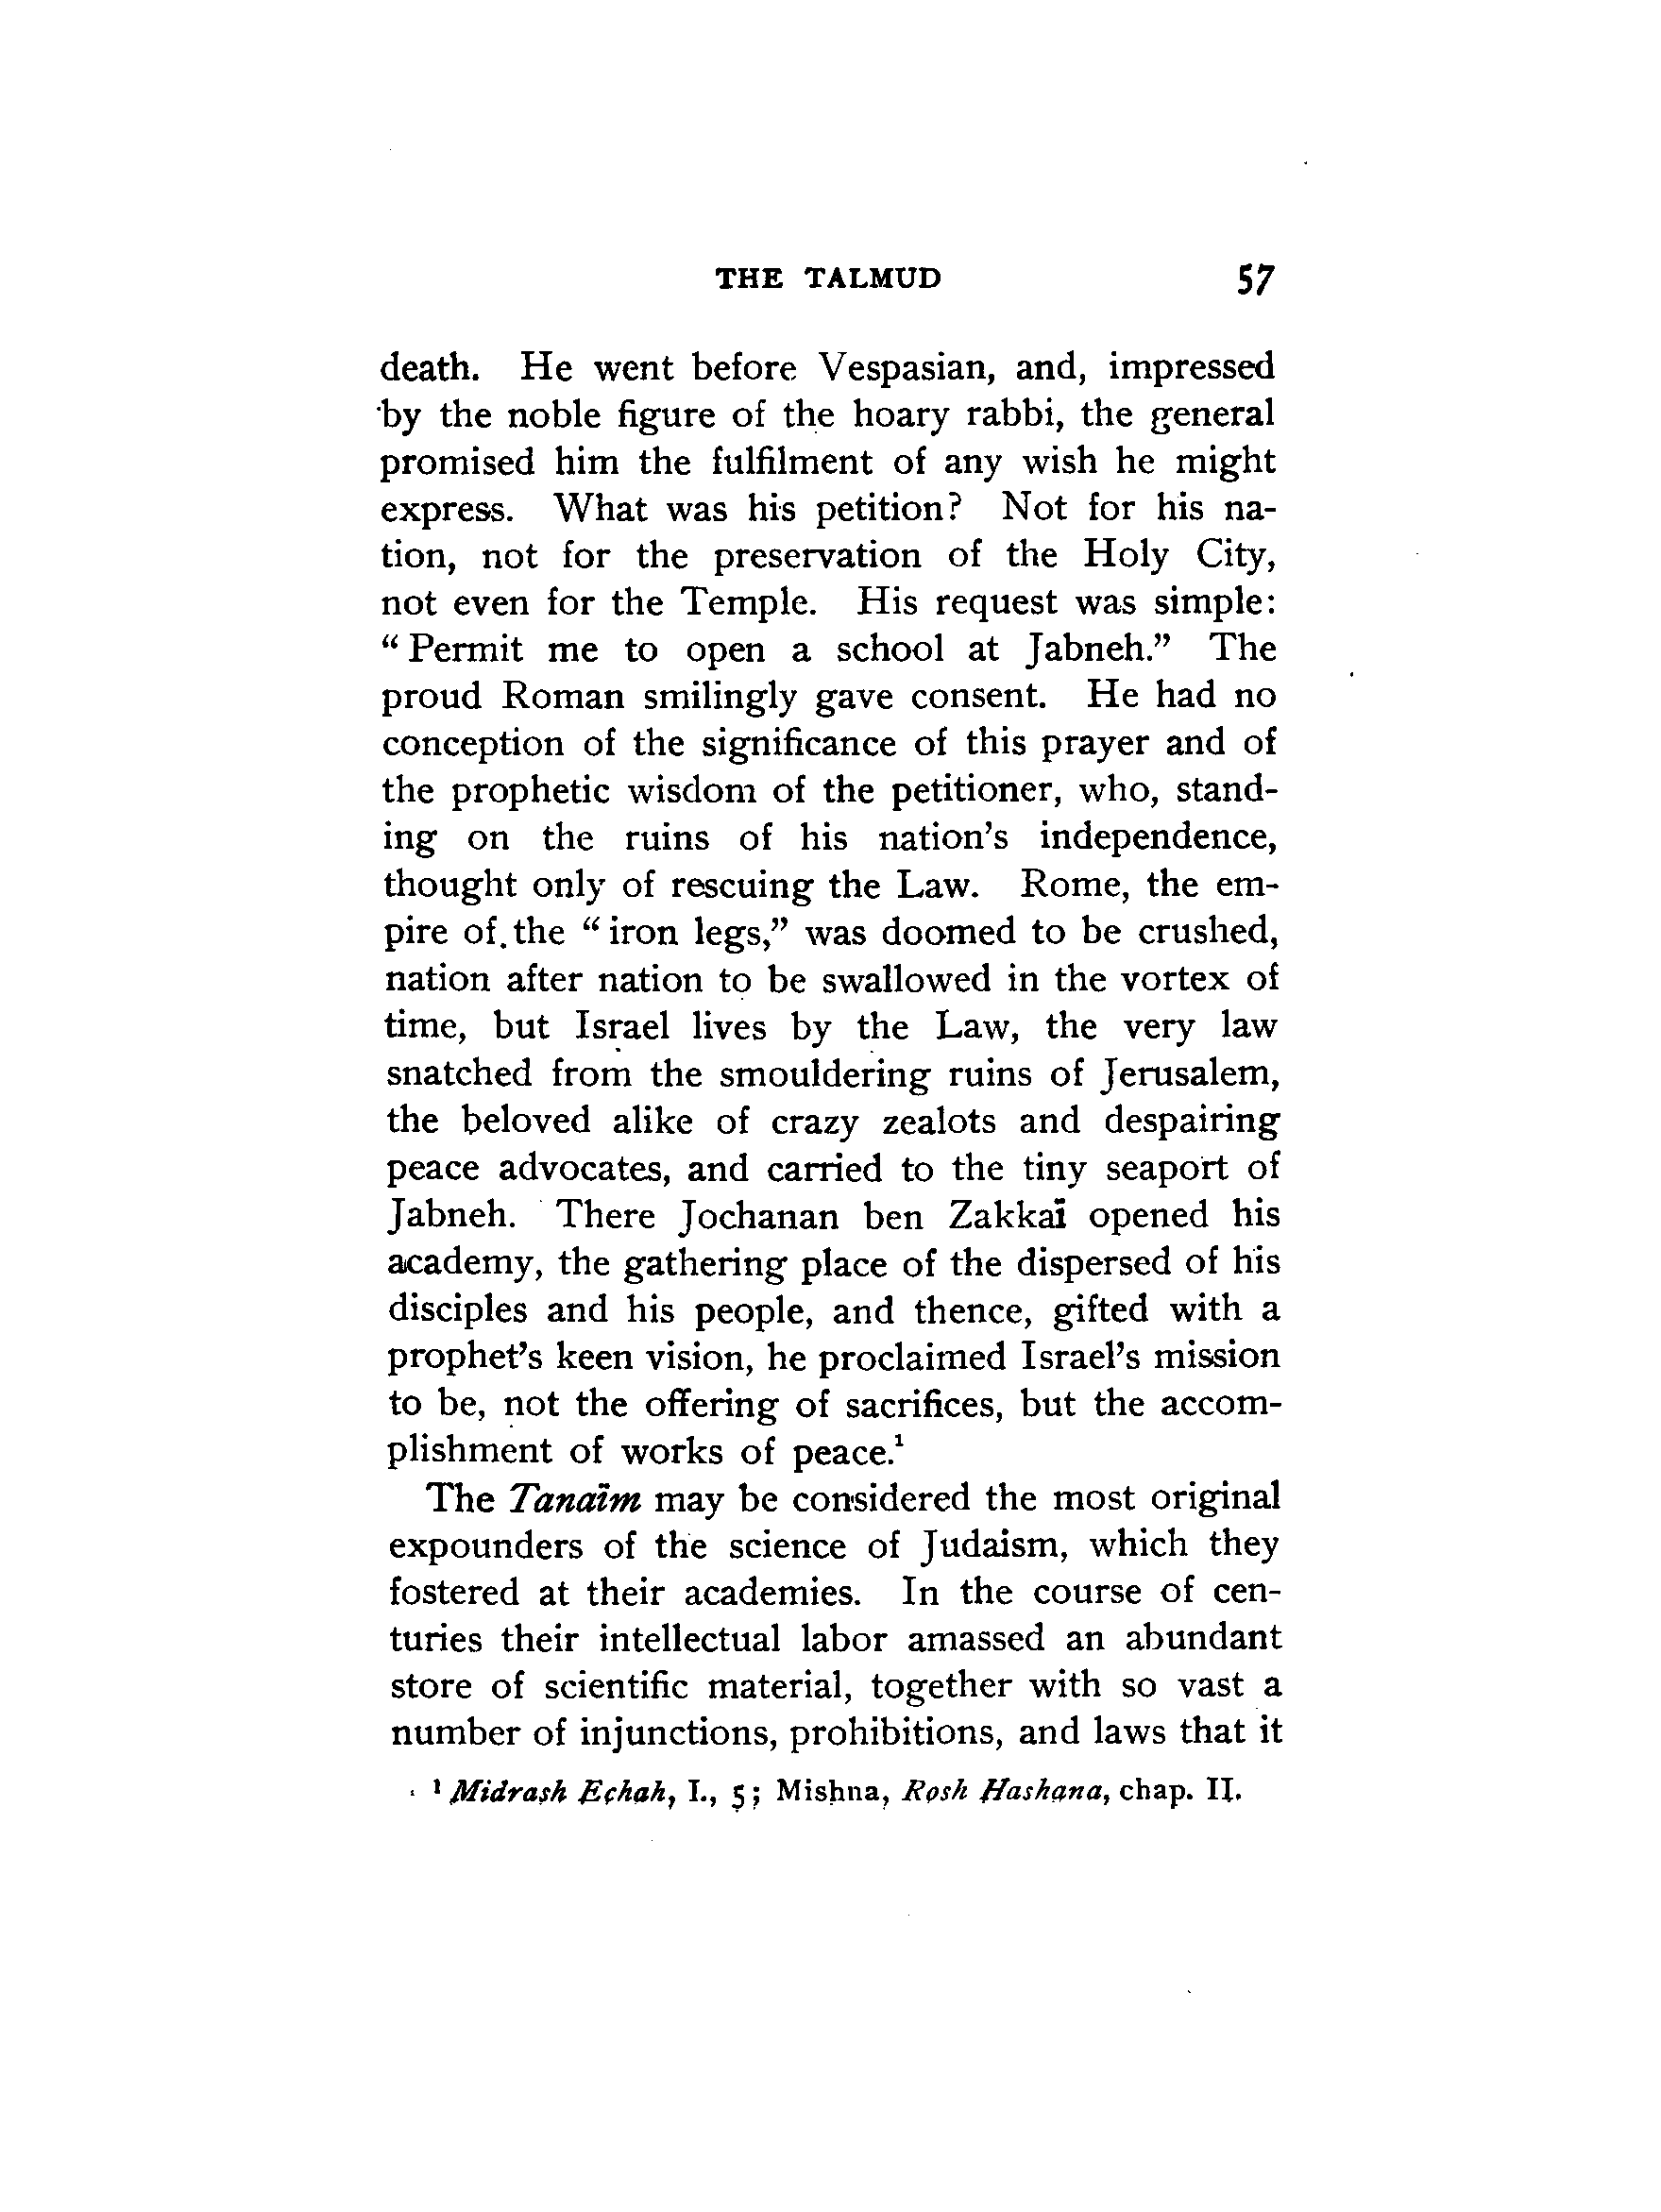 THE TALMUD 57
death. He went before Vespasian, and, impressed
by the noble figure of the hoary rabbi, the general
promised him the fulfilment of any wish he might
express. What was his petition? Not for his na-
tion, not for the preservation of the Holy City,
not even for the Temple. His request was simple:
“Permit me to open a school at Jabneh.” The
proud Roman smilingly gave consent. He had no
conception of the significance of this prayer and of
the prophetic wisdom of the petitioner, who, stand-
ing on the ruins of his nation’s independence,
thought only of rescuing the Law. Rome, the em-
pire of the “iron legs,” was doomed to be crushed,
nation after nation to be swallowed in the vortex of
time, but Israel lives by the Law, the very law
snatched from the smouldering ruins of Jerusalem,
the beloved alike of crazy zealots and despairing
peace advocates, and carried to the tiny seaport of
Jabneh. There Jochanan ben Zakkaï opened his
academy, the gathering place of the dispersed of his
disciples and his people, and thence, gifted with a
prophet’s keen vision, he proclaimed Israel’s mission
to be, not the offering of sacrifices, but the accom-
plishment of works of peace.¹
The Tanaïm may be considered the most original
expounders of the science of Judaism, which they
fostered at their academies. In the course of cen-
turies their intellectual labor amassed an abundant
store of scientific material, together with so vast a
number of injunctions, prohibitions, and laws that it
¹ Midrash Echah, I., 5; Mishna, Rosh Hashana, chap. II.